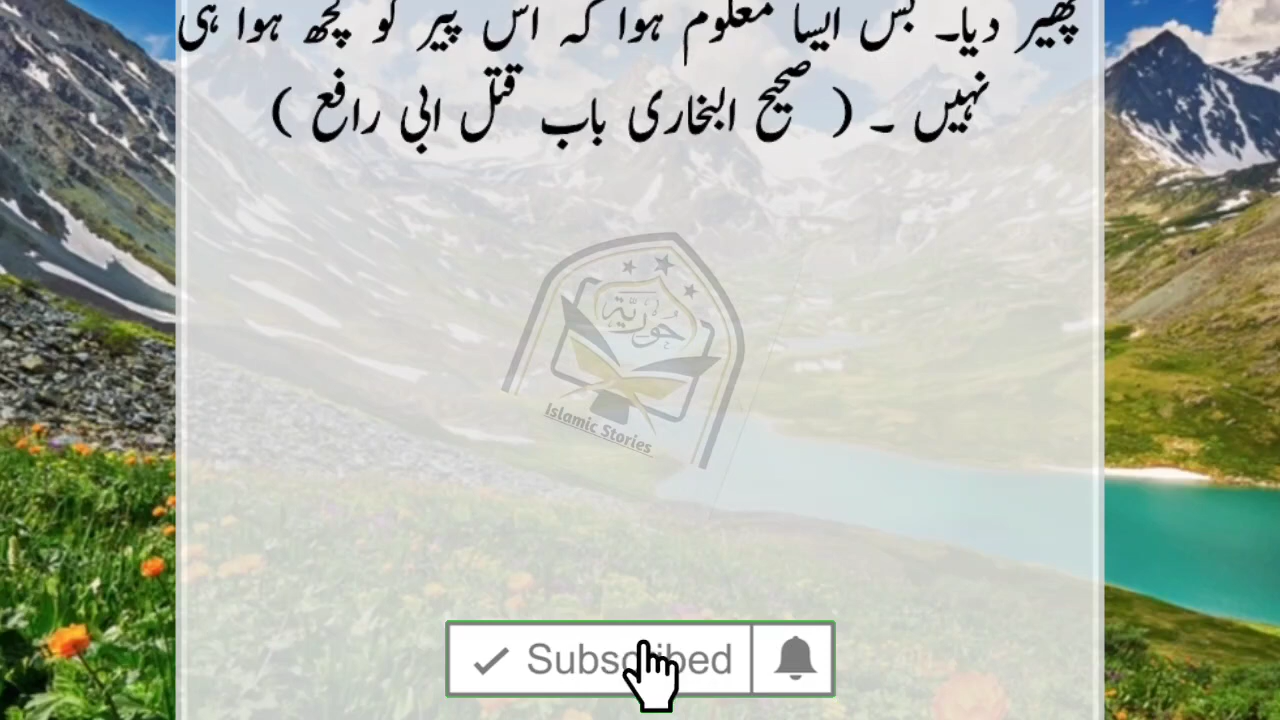 پھیر دیا۔ بس ایسا معلوم ہوا کہ اس پیر کو کچھ ہوا ہی
نہیں ۔ ( صحیح البخاری باب قتل ابی رافع )
حُورِيَّة
Islamic Stories
Subscribed